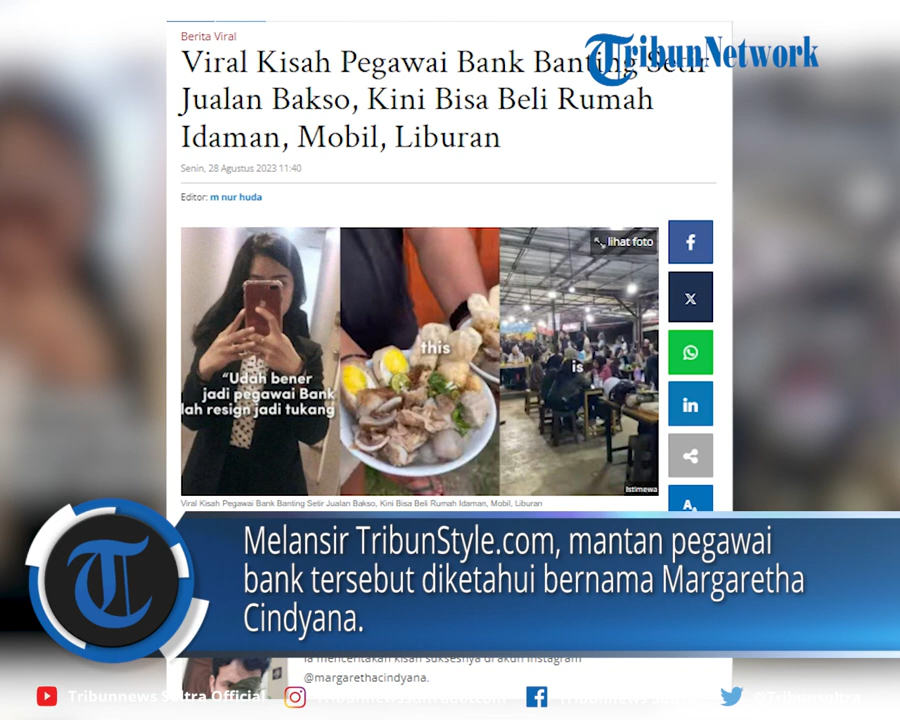 Berita Viral
TribunNetwork
Viral Kisah Pegawai Bank Banting Setir
Jualan Bakso, Kini Bisa Beli Rumah
Idaman, Mobil, Liburan
Senin, 28 Agustus 2023 11:40
Editor: m nur huda
lihat foto
this
is
"Udah bener
jadi pegawai Bank
lah resign jadi tukang
Istimewa
Viral Kisah Pegawai Bank Banting Setir Jualan Bakso, Kini Bisa Beli Rumah Idaman, Mobil, Liburan
Melansir TribunStyle.com, mantan pegawai
bank tersebut diketahui bernama Margaretha
Cindyana.
Ia menceritakan kisah suksesnya di akun Instagram
@margarethacindyana.
Tribunnews Sultra Official